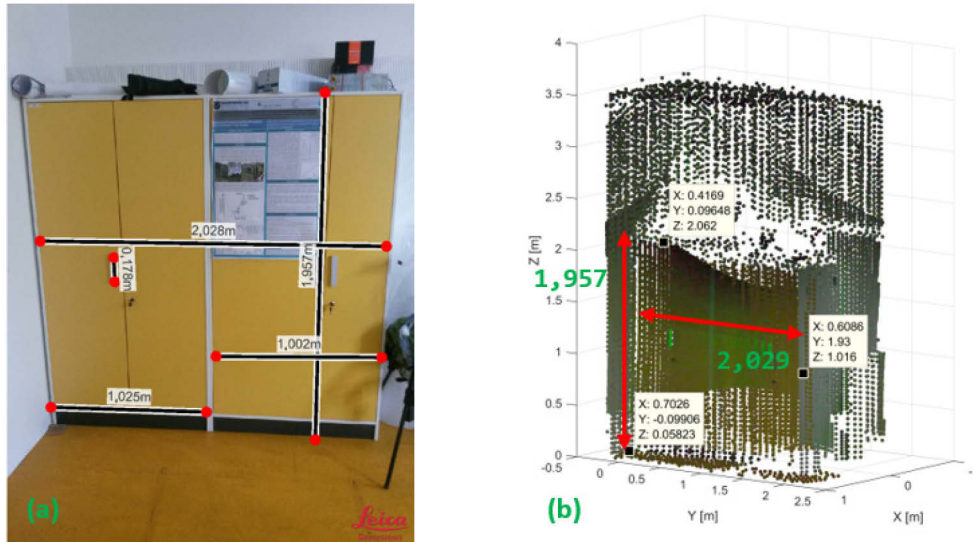 2,028m
0,178m
1,957m
1,002m
1,025m
(a)
Leica
4
3.5
3
2.5
2
1.5
1
0.5
0
Z [m]
X: 0.4169
Y: 0.09648
Z: 2.062
1,957
X: 0.6086
Y: 1.93
Z: 1.016
2,029
X: 0.7026
Y: -0.09906
Z: 0.05823
-0.5
0
0.5
1
1.5
2
2.5
Y [m]
1
0
X [m]
(b)